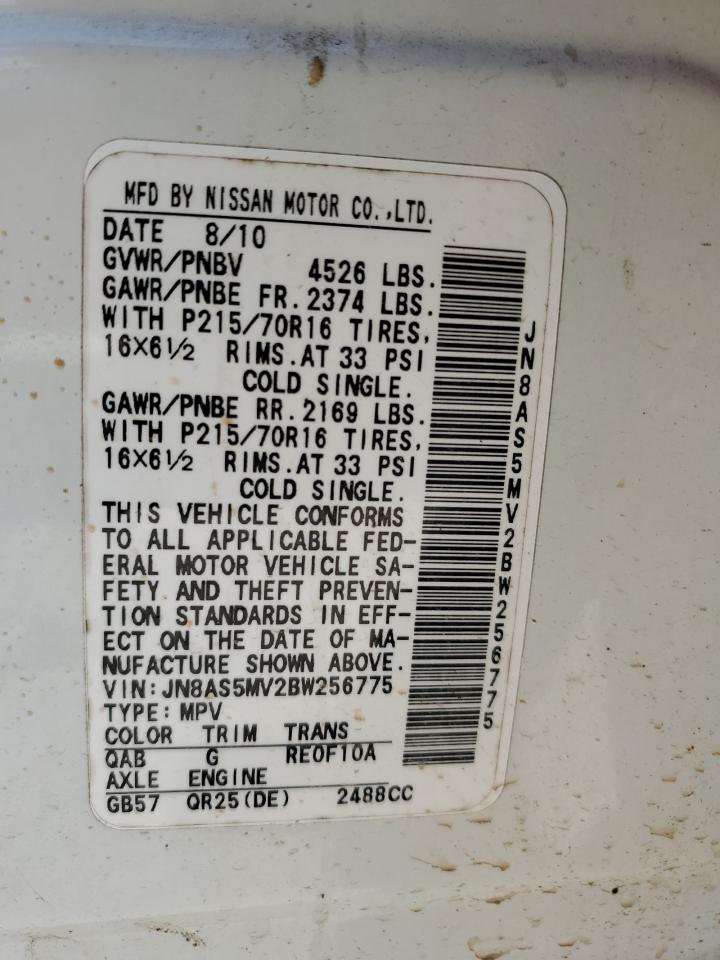 MFD BY NISSAN MOTOR CO.,LTD.
DATE 8/10
GVWR/PNBV 4526 LBS.
GAWR/PNBE FR. 2374 LBS.
WITH P215/70R16 TIRES,
16X6½ RIMS. AT 33 PSI
COLD SINGLE.
GAWR/PNBE RR. 2169 LBS.
WITH P215/70R16 TIRES,
16X6½ RIMS. AT 33 PSI
COLD SINGLE.
THIS VEHICLE CONFORMS
TO ALL APPLICABLE FED-
ERAL MOTOR VEHICLE SA-
FETY AND THEFT PREVEN-
TION STANDARDS IN EFF-
ECT ON THE DATE OF MA-
NUFACTURE SHOWN ABOVE.
VIN: JN8AS5MV2BW256775
TYPE: MPV
COLOR TRIM TRANS
QAB G RE0F10A
AXLE ENGINE
GB57 QR25(DE) 2488CC
JN8AS5MV2BW256775